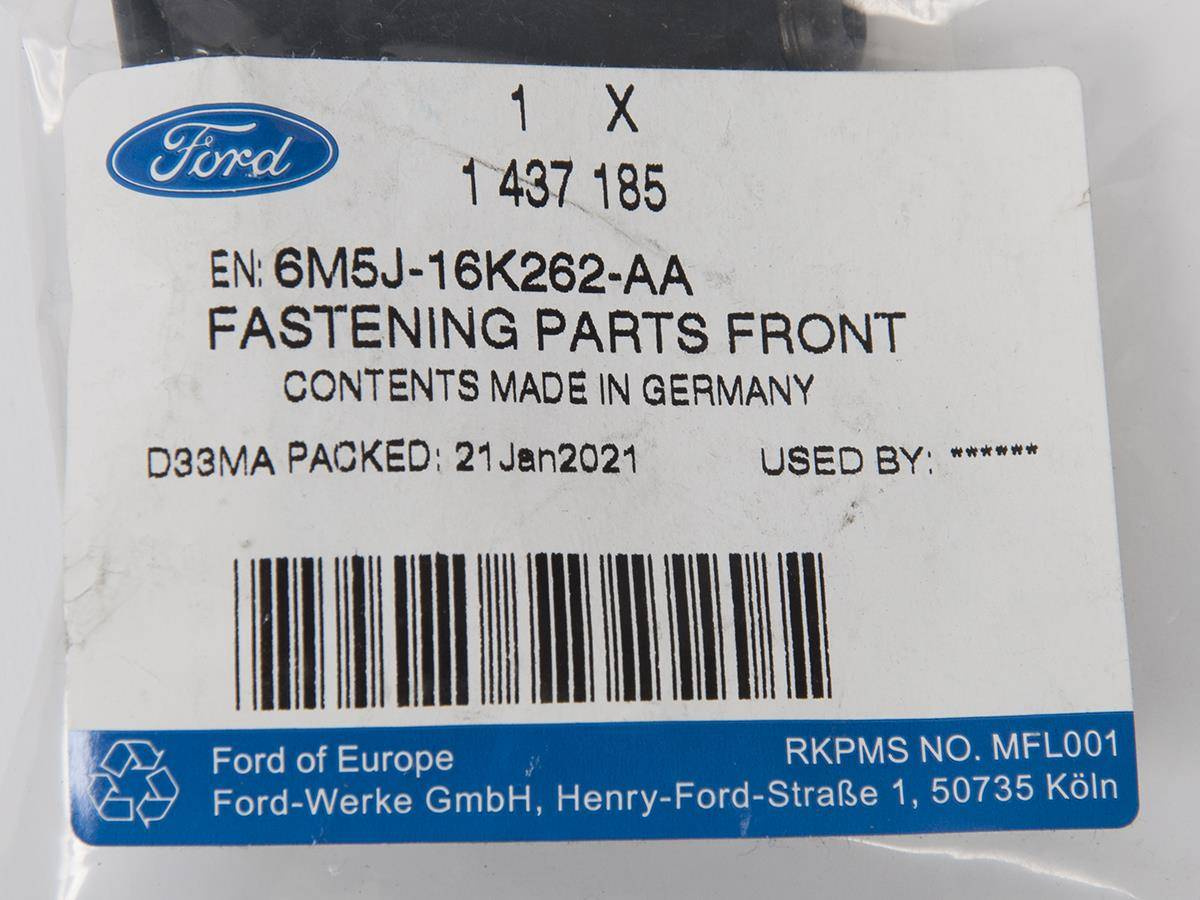 Ford
1 X
1 437 185
EN: 6M5J-16K262-AA
FASTENING PARTS FRONT
CONTENTS MADE IN GERMANY
D33MA PACKED: 21Jan2021 USED BY: ******
Ford of Europe RKPMS NO. MFL001
Ford-Werke GmbH, Henry-Ford-Straße 1, 50735 Köln